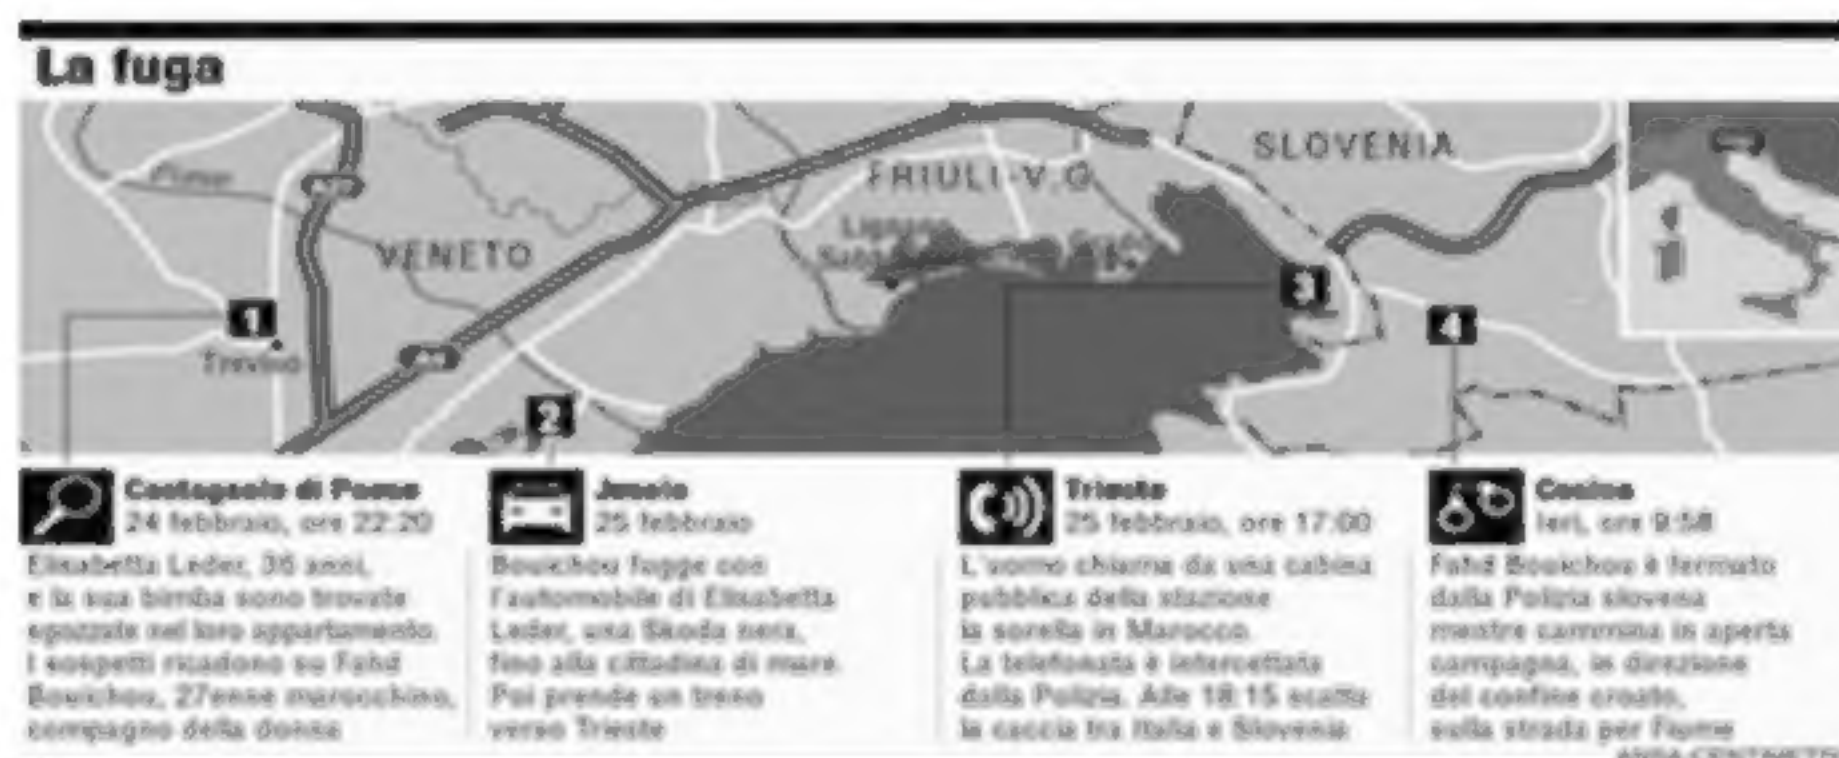 La fuga
SLOVENIA
FRIULI-V.G.
Piave
Lignano
VENETO
Grado
1
3
4
Treviso
2
24 febbraio, ore 22:20
Elisabetta Leder, 36 anni,
e la sua bimba sono trovate
sgozzate nel loro appartamento.
I sospetti ricadono su Fahd
Bouichou, 27enne marocchino,
compagno della donna
Jesolo
25 febbraio
Bouichou fugge con
l'automobile di Elisabetta
Leder, una Skoda nera,
fino alla cittadina di mare.
Poi prende un treno
verso Trieste
Trieste
25 febbraio, ore 17:00
L'uomo chiama da una cabina
pubblica della stazione
la sorella in Marocco.
La telefonata è intercettata
dalla Polizia. Alle 18:15 scatta
la caccia tra Italia e Slovenia
Cosina
Ieri, ore 9:58
Fahd Bouichou è fermato
dalla Polizia slovena
mentre cammina in aperta
campagna, in direzione
del confine croato,
sulla strada per Fiume